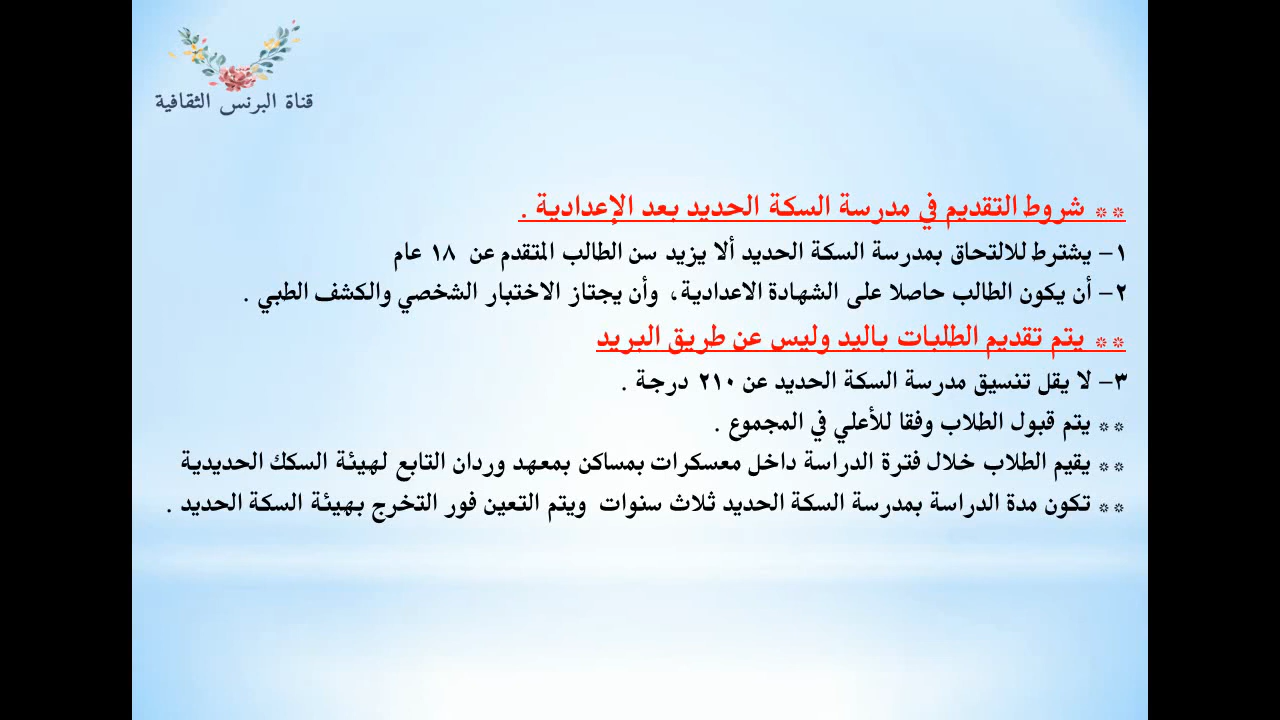 قناة البرنس الثقافية
** شروط التقديم في مدرسة السكة الحديد بعد الإعدادية .
١- يشترط للالتحاق بمدرسة السكة الحديد ألا يزيد سن الطالب المتقدم عن ١٨ عام
٢- أن يكون الطالب حاصلا على الشهادة الاعدادية، وأن يجتاز الاختبار الشخصي والكشف الطبي .
** يتم تقديم الطلبات باليد وليس عن طريق البريد
٣- لا يقل تنسيق مدرسة السكة الحديد عن ٢١٠ درجة .
** يتم قبول الطلاب وفقا للأعلي في المجموع .
** يقيم الطلاب خلال فترة الدراسة داخل معسكرات بمساكن بمعهد وردان التابع لهيئة السكك الحديدية
** تكون مدة الدراسة بمدرسة السكة الحديد ثلاث سنوات ويتم التعين فور التخرج بهيئة السكة الحديد .